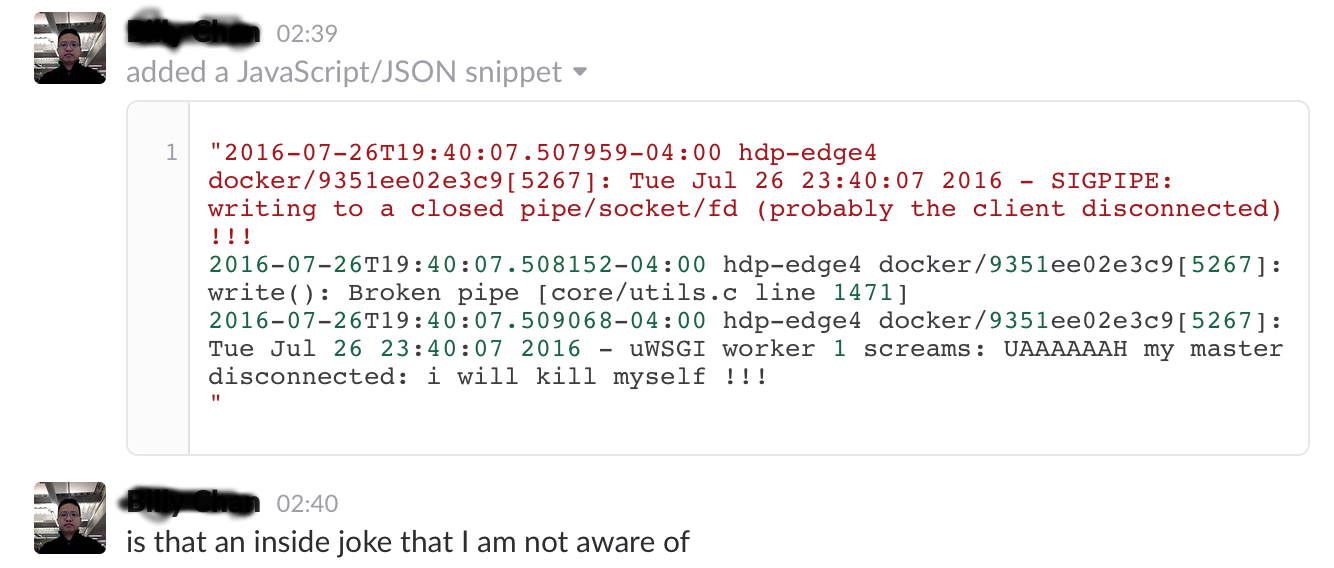 02:39
added a JavaScript/JSON snippet
1
"2016-07-26T19:40:07.507959-04:00 hdp-edge4
docker/9351ee02e3c9[5267]: Tue Jul 26 23:40:07 2016 - SIGPIPE:
writing to a closed pipe/socket/fd (probably the client disconnected)
!!!
2016-07-26T19:40:07.508152-04:00 hdp-edge4 docker/9351ee02e3c9[5267]:
write(): Broken pipe [core/utils.c line 1471]
2016-07-26T19:40:07.509068-04:00 hdp-edge4 docker/9351ee02e3c9[5267]:
Tue Jul 26 23:40:07 2016 - uWSGI worker 1 screams: UAAAAAAH my master
disconnected: i will kill myself !!!
"
02:40
is that an inside joke that I am not aware of